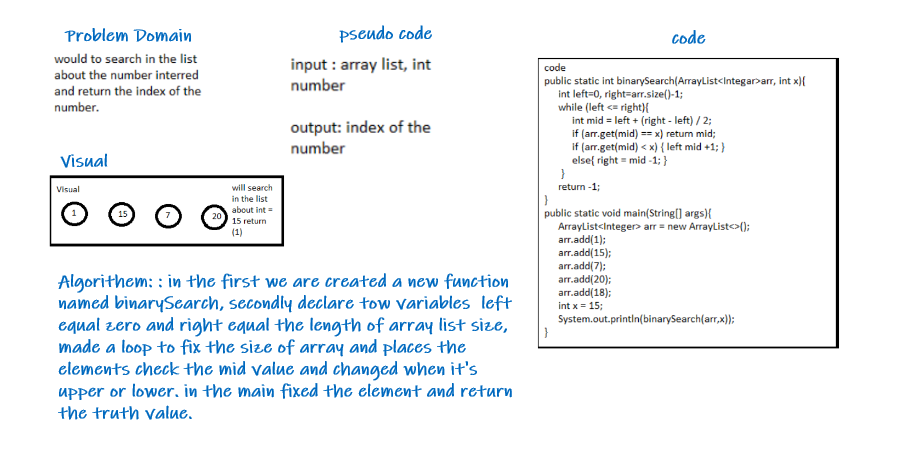 Problem Domain
would to search in the list
about the number interred
and return the index of the
number.
pseudo code
input : array list, int
number
output: index of the
number
Visual
Visual
1
15
7
20
will search
in the list
about int =
15 return
(1)
Algorithem: : in the first we are created a new function
named binarySearch, secondly declare tow variables left
equal zero and right equal the length of array list size,
made a loop to fix the size of array and places the
elements check the mid value and changed when it's
upper or lower. in the main fixed the element and return
the truth value.
code
code
public static int binarySearch(ArrayList<Integar>arr, int x){
int left=0, right=arr.size()-1;
while (left <= right){
int mid = left + (right - left) / 2;
if (arr.get(mid) == x) return mid;
if (arr.get(mid) < x) { left mid +1; }
else{ right = mid -1; }
}
return -1;
}
public static void main(String[] args){
ArrayList<Integer> arr = new ArrayList<>();
arr.add(1);
arr.add(15);
arr.add(7);
arr.add(20);
arr.add(18);
int x = 15;
System.out.println(binarySearch(arr,x));
}